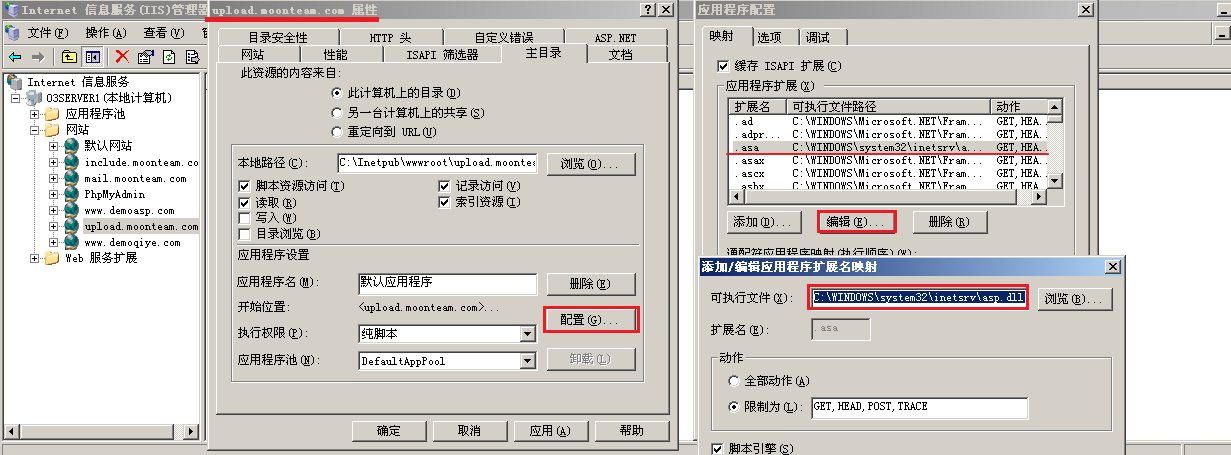 Internet 信息服务(IIS)管理器
文件(F) 操作(A) 查看(V)
Internet 信息服务
03SERVER1(本地计算机)
应用程序池
网站
默认网站
include.moonteam.com
mail.moonteam.com
PhpMyAdmin
www.demoasp.com
upload.moonteam.com
www.demoqiye.com
Web 服务扩展
upload.moonteam.com 属性
目录安全性 HTTP 头 自定义错误 ASP.NET
网站 性能 ISAPI 筛选器 主目录 文档
此资源的内容来自:
此计算机上的目录(D)
另一台计算机上的共享(S)
重定向到 URL(U)
本地路径(C): C:\Inetpub\wwwroot\upload.moontea 浏览(O)...
脚本资源访问(T) 记录访问(V)
读取(R) 索引资源(I)
写入(W)
目录浏览(B)
应用程序设置
应用程序名(M): 默认应用程序 删除(E)
开始位置: <upload.moonteam.com>...
配置(G)...
执行权限(P): 纯脚本
应用程序池(N): DefaultAppPool 卸载(L)
确定 取消 应用(A) 帮助
应用程序配置
映射 选项 调试
缓存 ISAPI 扩展(C)
应用程序扩展(X)
扩展名 可执行文件路径 动作
.ad C:\WINDOWS\Microsoft.NET\Fram... GET,HEA...
.adpr... C:\WINDOWS\Microsoft.NET\Fram... GET,HEA...
.asa C:\WINDOWS\system32\inetsrv\a... GET,HEA...
.asax C:\WINDOWS\Microsoft.NET\Fram... GET,HEA...
.ascx C:\WINDOWS\Microsoft.NET\Fram... GET,HEA...
.ashx C:\WINDOWS\Microsoft.NET\Fram... GET,HEA...
添加(D)... 编辑(E)... 删除(R)
通配符应用程序映射(执行顺序)(W):
添加/编辑应用程序扩展名映射
可执行文件(X): C:\WINDOWS\system32\inetsrv\asp.dll 浏览(B)...
扩展名(E): .asa
动作
全部动作(A)
限制为(L): GET,HEAD,POST,TRACE
脚本引擎(S)